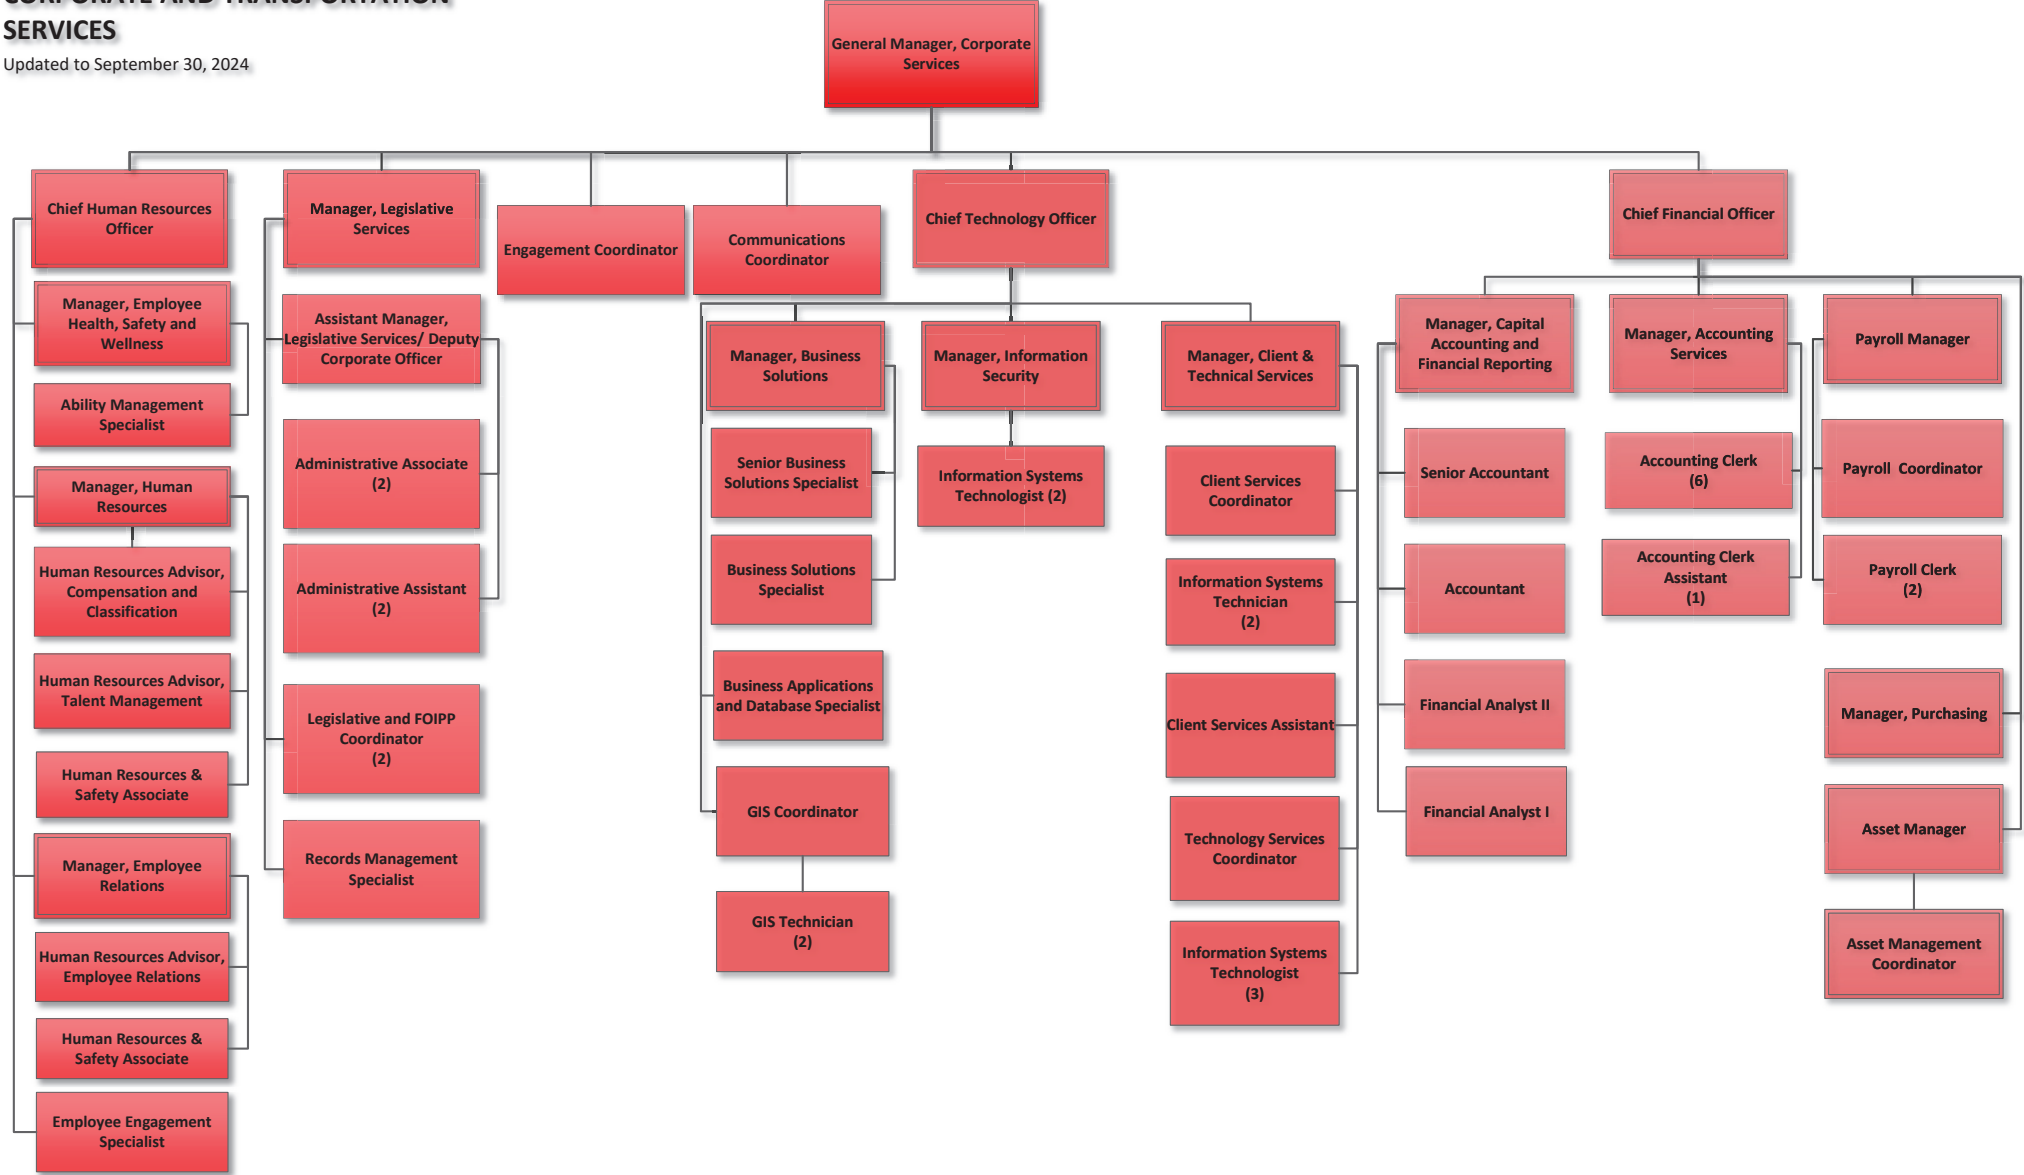 CORPORATE AND TRANSPORTATION
SERVICES
Updated to September 30, 2024
General Manager, Corporate
Services
Chief Human Resources
Officer
Manager, Employee
Health, Safety and
Wellness
Ability Management
Specialist
Manager, Human
Resources
Human Resources Advisor,
Compensation and
Classification
Human Resources Advisor,
Talent Management
Human Resources &
Safety Associate
Manager, Employee
Relations
Human Resources Advisor,
Employee Relations
Human Resources &
Safety Associate
Employee Engagement
Specialist
Manager, Legislative
Services
Assistant Manager,
Legislative Services/ Deputy
Corporate Officer
Administrative Associate
(2)
Administrative Assistant
(2)
Legislative and FOIPP
Coordinator
(2)
Records Management
Specialist
Engagement Coordinator
Communications
Coordinator
Chief Technology Officer
Manager, Business
Solutions
Senior Business
Solutions Specialist
Business Solutions
Specialist
Business Applications
and Database Specialist
GIS Coordinator
GIS Technician
(2)
Manager, Information
Security
Information Systems
Technologist (2)
Manager, Client &
Technical Services
Client Services
Coordinator
Information Systems
Technician
(2)
Client Services Assistant
Technology Services
Coordinator
Information Systems
Technologist
(3)
Chief Financial Officer
Manager, Capital
Accounting and
Financial Reporting
Senior Accountant
Accountant
Financial Analyst II
Financial Analyst I
Manager, Accounting
Services
Accounting Clerk
(6)
Accounting Clerk
Assistant
(1)
Payroll Manager
Payroll  Coordinator
Payroll Clerk
(2)
Manager, Purchasing
Asset Manager
Asset Management
Coordinator